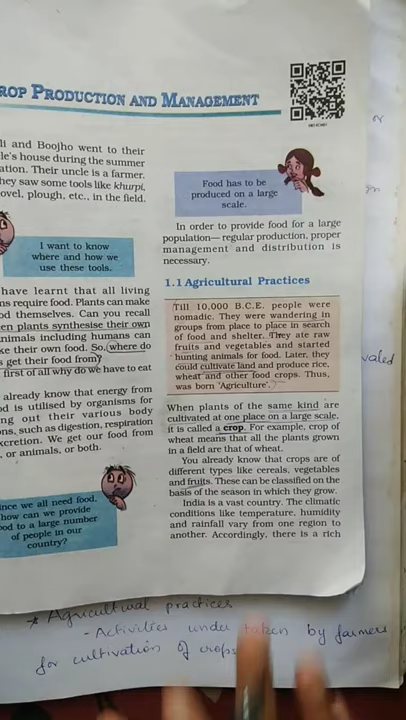 ROP PRODUCTION AND MANAGEMENT
li and Boojho went to their
le's house during the summer
ation. Their uncle is a farmer.
hey saw some tools like khurpi,
ovel, plough, etc., in the field.
I want to know
where and how we
use these tools.
have learnt that all living
ns require food. Plants can make
od themselves. Can you recall
en plants synthesise their own
nimals including humans can
ke their own food. So, where do
s get their food from?
first of all why do we have to eat
already know that energy from
d is utilised by organisms for
ng out their various body
ons, such as digestion, respiration
xcretion. We get our food from
, or animals, or both.
ince we all need food,
how can we provide
ood to a large number
of people in our
country?
Food has to be
produced on a large
scale.
In order to provide food for a large
population— regular production, proper
management and distribution is
necessary.
1.1 Agricultural Practices
Till 10,000 B.C.E. people were
nomadic. They were wandering in
groups from place to place in search
of food and shelter. They ate raw
fruits and vegetables and started
hunting animals for food. Later, they
could cultivate land and produce rice,
wheat and other food crops. Thus,
was born 'Agriculture'.
When plants of the same kind are
cultivated at one place on a large scale,
it is called a crop. For example, crop of
wheat means that all the plants grown
in a field are that of wheat.
You already know that crops are of
different types like cereals, vegetables
and fruits. These can be classified on the
basis of the season in which they grow.
India is a vast country. The climatic
conditions like temperature, humidity
and rainfall vary from one region to
another. Accordingly, there is a rich
* Agricultural practices
- Activities under taken by farmers
for cultivation of crops